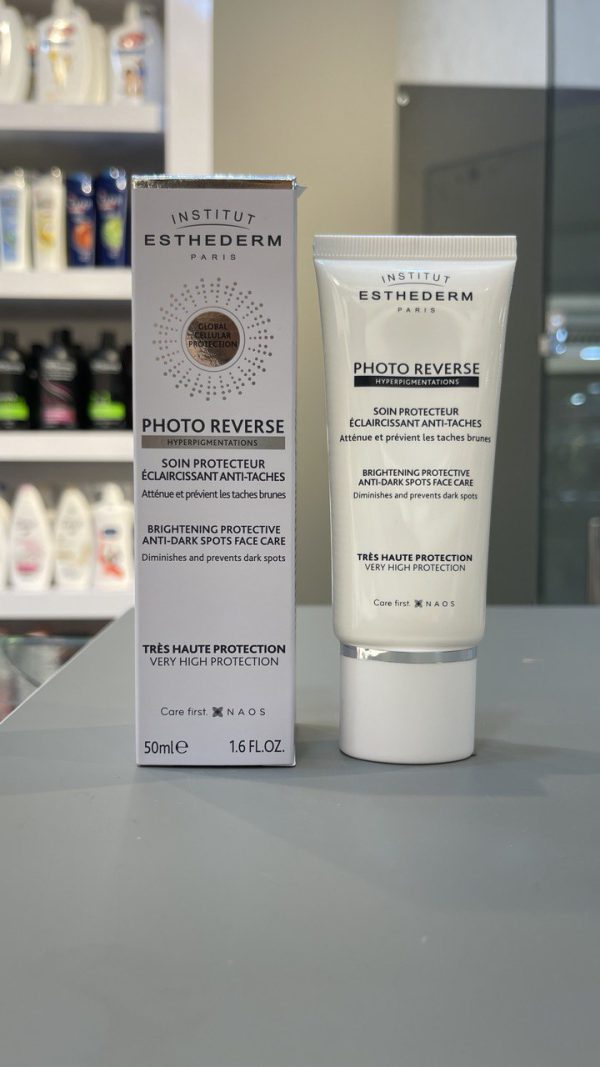 INSTITUT
ESTHEDERM
PARIS
GLOBAL
CELLULAR
PROTECTION
PHOTO REVERSE
HYPERPIGMENTATIONS
SOIN PROTECTEUR
ÉCLAIRCISSANT ANTI-TACHES
Atténue et prévient les taches brunes
BRIGHTENING PROTECTIVE
ANTI-DARK SPOTS FACE CARE
Diminishes and prevents dark spots
TRÈS HAUTE PROTECTION
VERY HIGH PROTECTION
Care first. NAOS
50ml℮ 1.6 FL.OZ.
INSTITUT
ESTHEDERM
PARIS
PHOTO REVERSE
HYPERPIGMENTATIONS
SOIN PROTECTEUR
ÉCLAIRCISSANT ANTI-TACHES
Atténue et prévient les taches brunes
BRIGHTENING PROTECTIVE
ANTI-DARK SPOTS FACE CARE
Diminishes and prevents dark spots
TRÈS HAUTE PROTECTION
VERY HIGH PROTECTION
Care first. NAOS